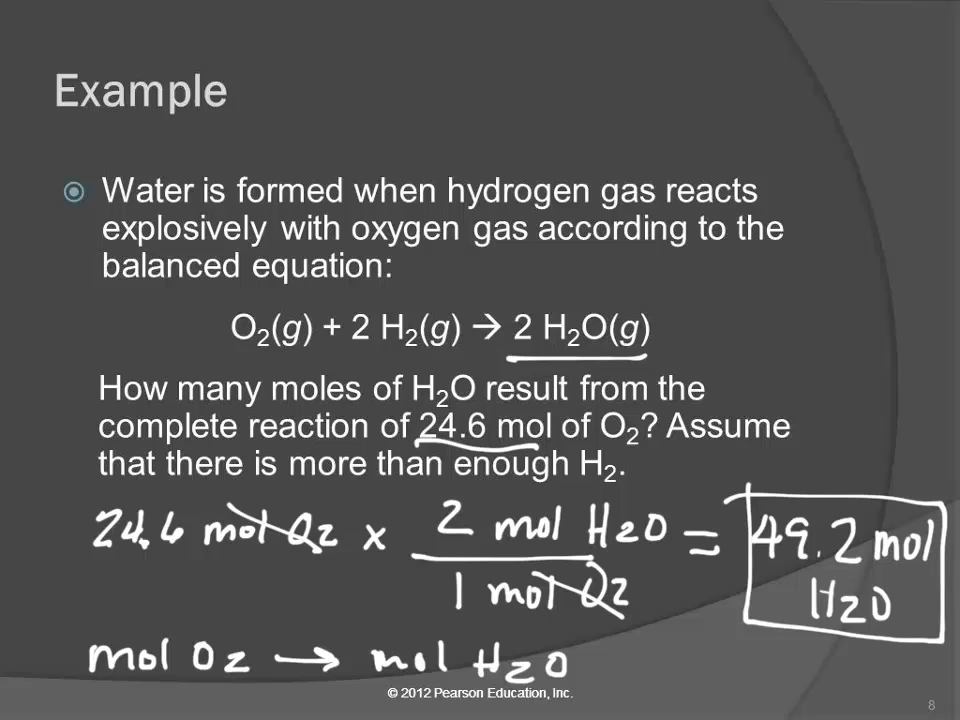 Example
Water is formed when hydrogen gas reacts
explosively with oxygen gas according to the
balanced equation:
O₂(g) + 2 H₂(g) → 2 H₂O(g)
How many moles of H₂O result from the
complete reaction of 24.6 mol of O₂? Assume
that there is more than enough H₂.
24.6 mol O₂ x 2 mol H₂O = 49.2 mol
1 mol O₂ H₂O
mol O₂ → mol H₂O
© 2012 Pearson Education, Inc.
8